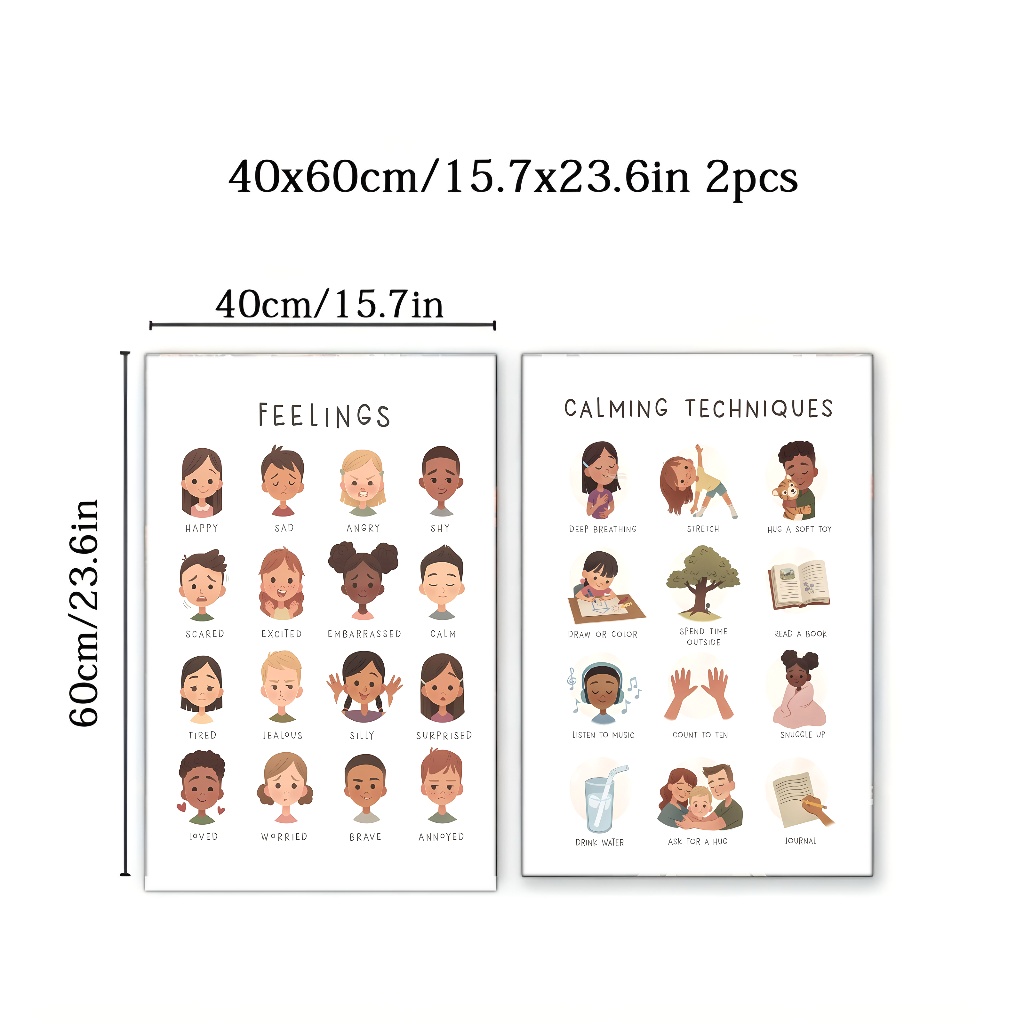 40x60cm/15.7x23.6in 2pcs
40cm/15.7in
60cm/23.6in
FEELINGS
HAPPY SAD ANGRY SHY
SCARED EXCITED EMBARRASSED CALM
TIRED JEALOUS SILLY SURPRISED
LOVED WORRIED BRAVE ANNOYED
CALMING TECHNIQUES
DEEP BREATHING HUG A SOFT TOY
DRAW OR COLOR SPEND TIME OUTSIDE READ A BOOK
LISTEN TO MUSIC COUNT TO TEN SNUGGLE UP
DRINK WATER ASK FOR A HUG JOURNAL